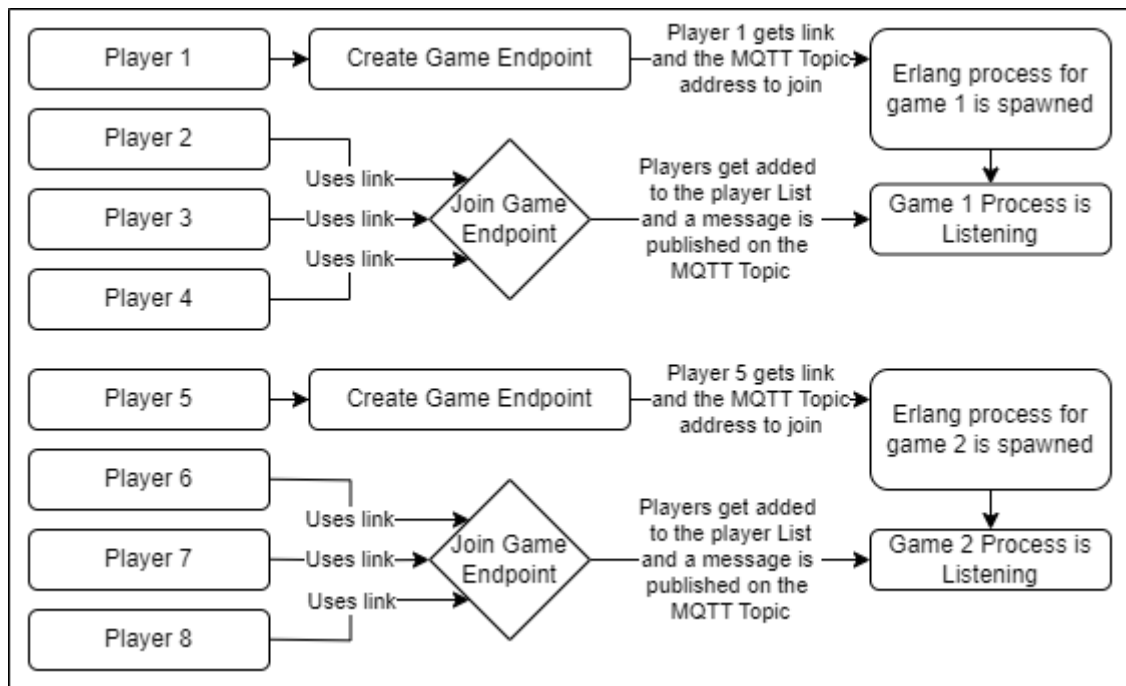 Player 1
Create Game Endpoint
Player 1 gets link
and the MQTT Topic
address to join
Erlang process for
game 1 is spawned
Player 2
Uses link
Player 3
Uses link
Player 4
Uses link
Join Game
Endpoint
Players get added
to the player List
and a message is
published on the
MQTT Topic
Game 1 Process is
Listening
Player 5
Create Game Endpoint
Player 5 gets link
and the MQTT Topic
address to join
Erlang process for
game 2 is spawned
Player 6
Uses link
Player 7
Uses link
Player 8
Uses link
Join Game
Endpoint
Players get added
to the player List
and a message is
published on the
MQTT Topic
Game 2 Process is
Listening